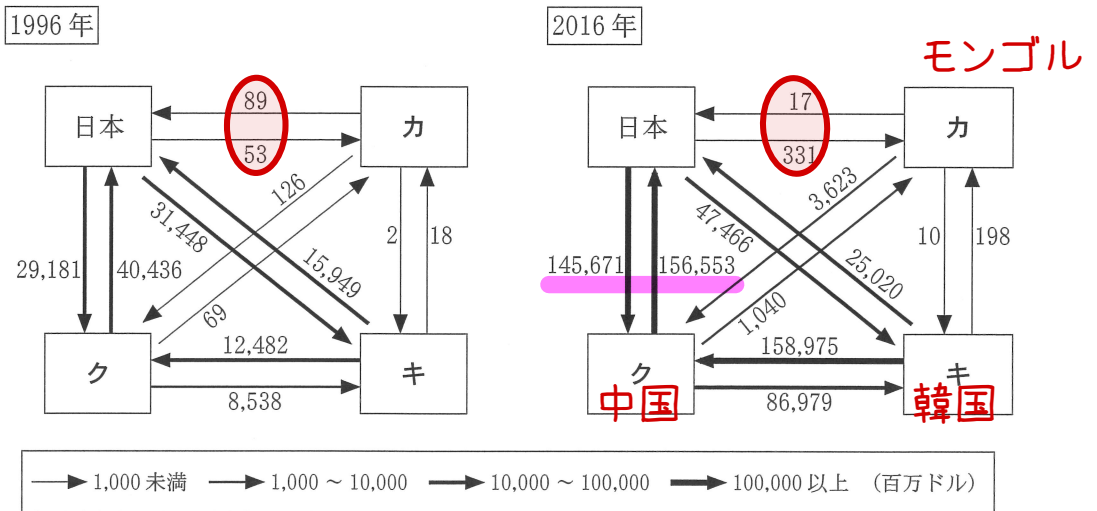 1996年
2016年
モンゴル
日本
89
53
カ
126
31,448
15,949
2
18
29,181
40,436
69
12,482
8,538
ク
キ
日本
17
331
カ
3,623
47,466
25,020
10
198
145,671
156,553
1,040
158,975
86,979
ク
中国
キ
韓国
1,000未満
1,000 ~ 10,000
10,000 ~ 100,000
100,000以上
(百万ドル)